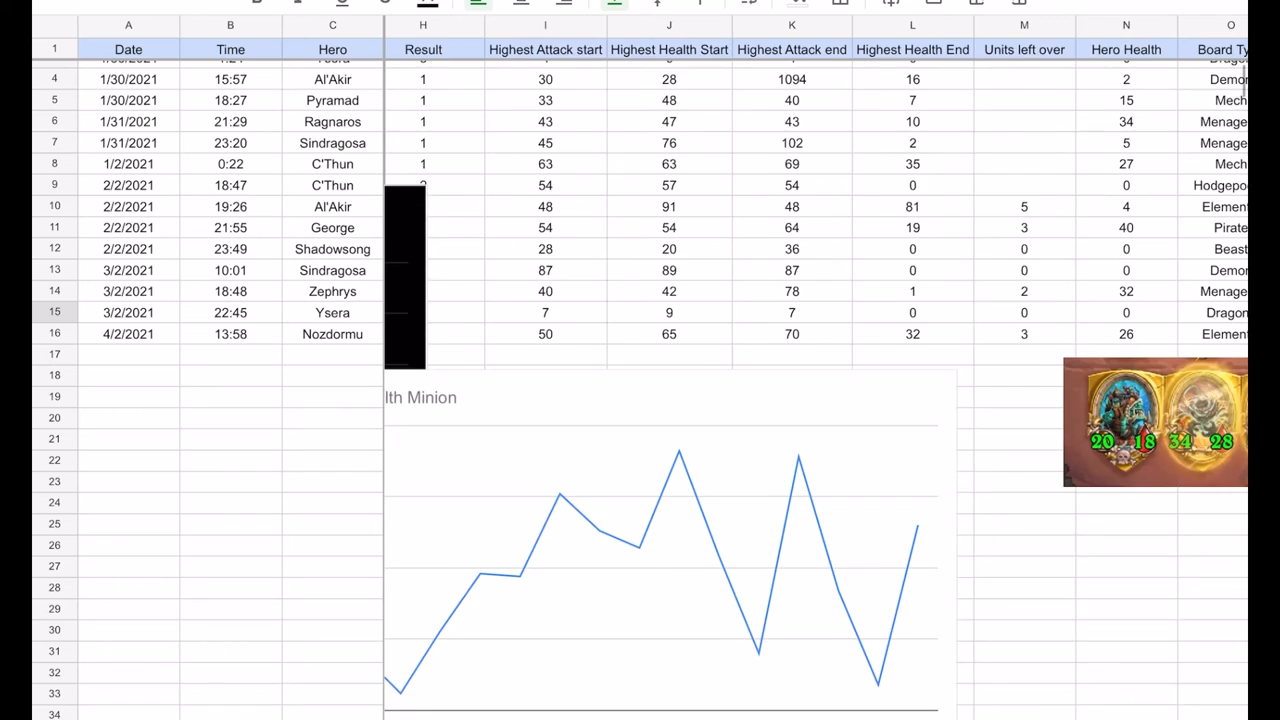 A B C H I J K L M N O
1 Date Time Hero Result Highest Attack start Highest Health Start Highest Attack end Highest Health End Units left over Hero Health Board Ty
4 1/30/2021 15:57 Al'Akir 1 30 28 1094 16 2 Demo
5 1/30/2021 18:27 Pyramad 1 33 48 40 7 15 Mech
6 1/31/2021 21:29 Ragnaros 1 43 47 43 10 34 Menage
7 1/31/2021 23:20 Sindragosa 1 45 76 102 2 5 Menage
8 1/2/2021 0:22 C'Thun 1 63 63 69 35 27 Mech
9 2/2/2021 18:47 C'Thun 54 57 54 0 0 Hodgepo
10 2/2/2021 19:26 Al'Akir 48 91 48 81 5 4 Element
11 2/2/2021 21:55 George 54 54 64 19 3 40 Pirate
12 2/2/2021 23:49 Shadowsong 28 20 36 0 0 0 Beast
13 3/2/2021 10:01 Sindragosa 87 89 87 0 0 0 Demo
14 3/2/2021 18:48 Zephrys 40 42 78 1 2 32 Menage
15 3/2/2021 22:45 Ysera 7 9 7 0 0 0 Dragon
16 4/2/2021 13:58 Nozdormu 50 65 70 32 3 26 Element
17
18
19 lth Minion
20
21 20 18 34 28
22
23
24
25
26
27
28
29
30
31
32
33
34